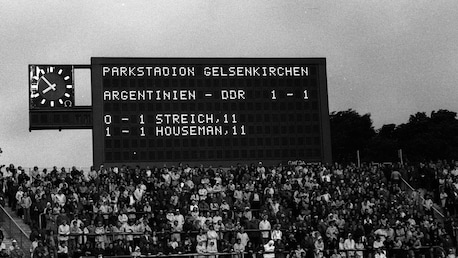 PARKSTADION GELSENKIRCHEN
ARGENTINIEN - DDR 1 - 1
0 - 1 STREICH,11
1 - 1 HOUSEMAN,11